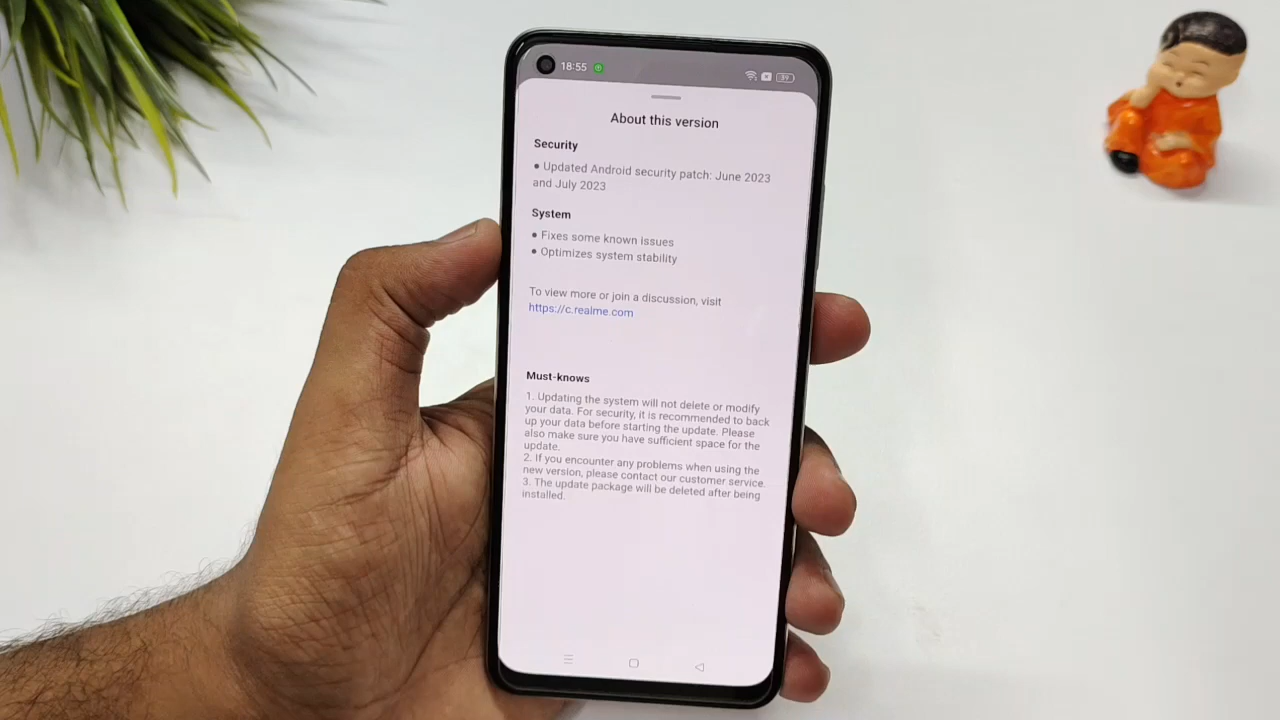 18:55
39
About this version
Security
• Updated Android security patch: June 2023
and July 2023
System
• Fixes some known issues
• Optimizes system stability
To view more or join a discussion, visit
https://c.realme.com
Must-knows
1. Updating the system will not delete or modify
your data. For security, it is recommended to back
up your data before starting the update. Please
also make sure you have sufficient space for the
update.
2. If you encounter any problems when using the
new version, please contact our customer service.
3. The update package will be deleted after being
installed.